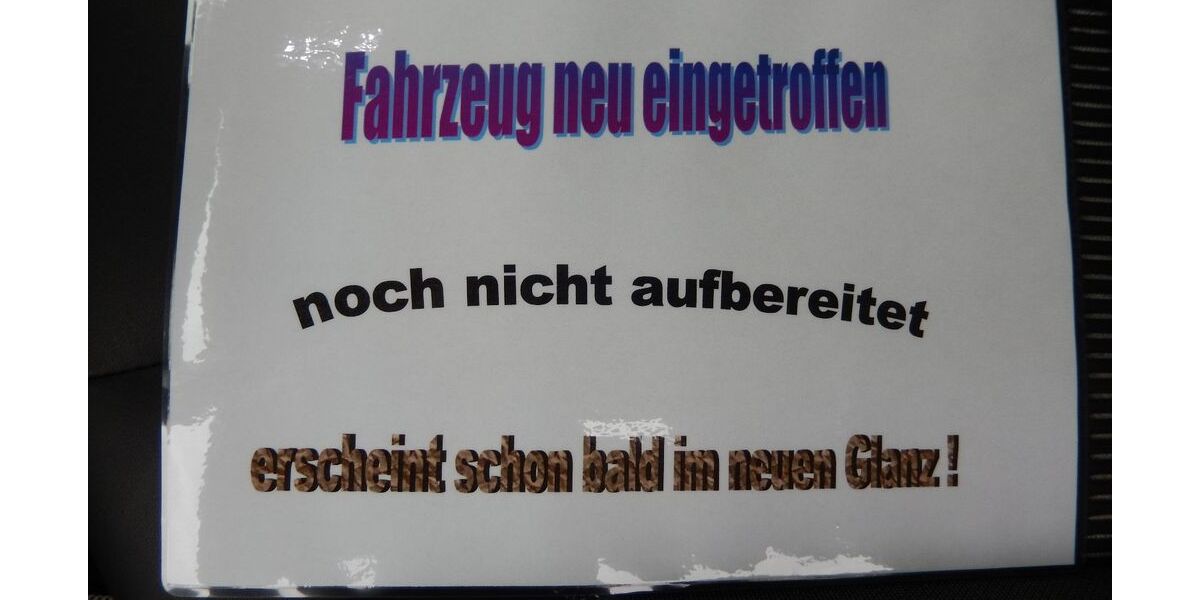 Fahrzeug neu eingetroffen
noch nicht aufbereitet
erscheint schon bald im neuen Glanz !